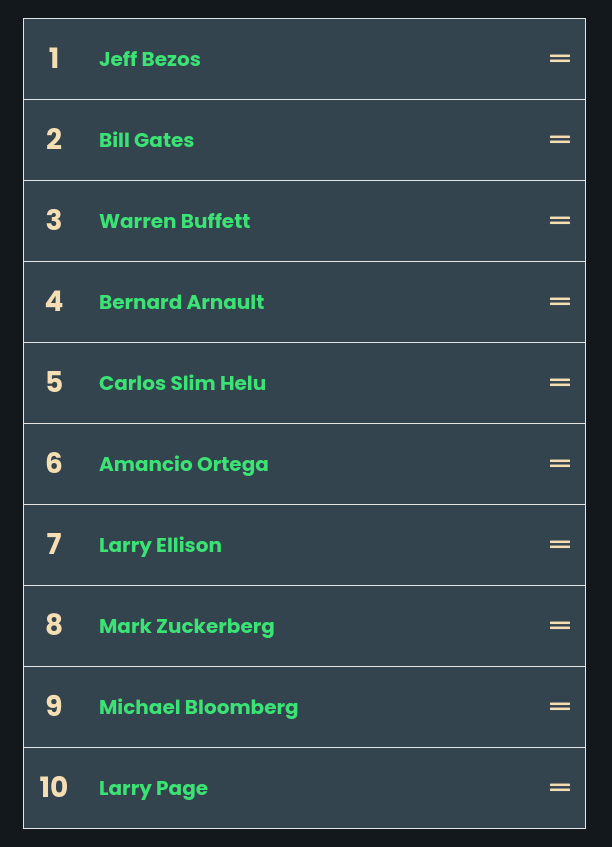 1 Jeff Bezos
2 Bill Gates
3 Warren Buffett
4 Bernard Arnault
5 Carlos Slim Helu
6 Amancio Ortega
7 Larry Ellison
8 Mark Zuckerberg
9 Michael Bloomberg
10 Larry Page